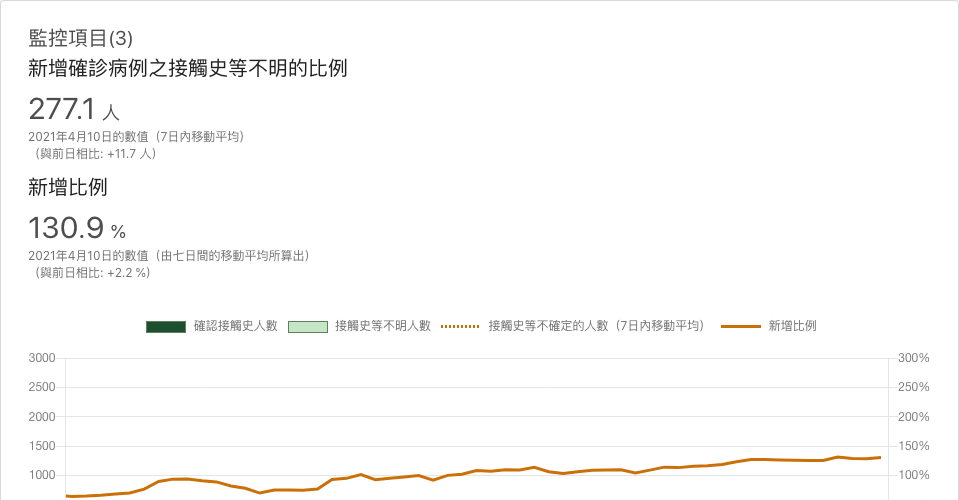 監控項目(3)
新增確診病例之接觸史等不明的比例
277.1 人
2021年4月10日的數值（7日內移動平均）
（與前日相比: +11.7 人）
新增比例
130.9 %
2021年4月10日的數值（由七日間的移動平均所算出）
（與前日相比: +2.2 %）
確認接觸史人數 接觸史等不明人數 接觸史等不確定的人數（7日內移動平均） 新增比例
3000 300%
2500 250%
2000 200%
1500 150%
1000 100%